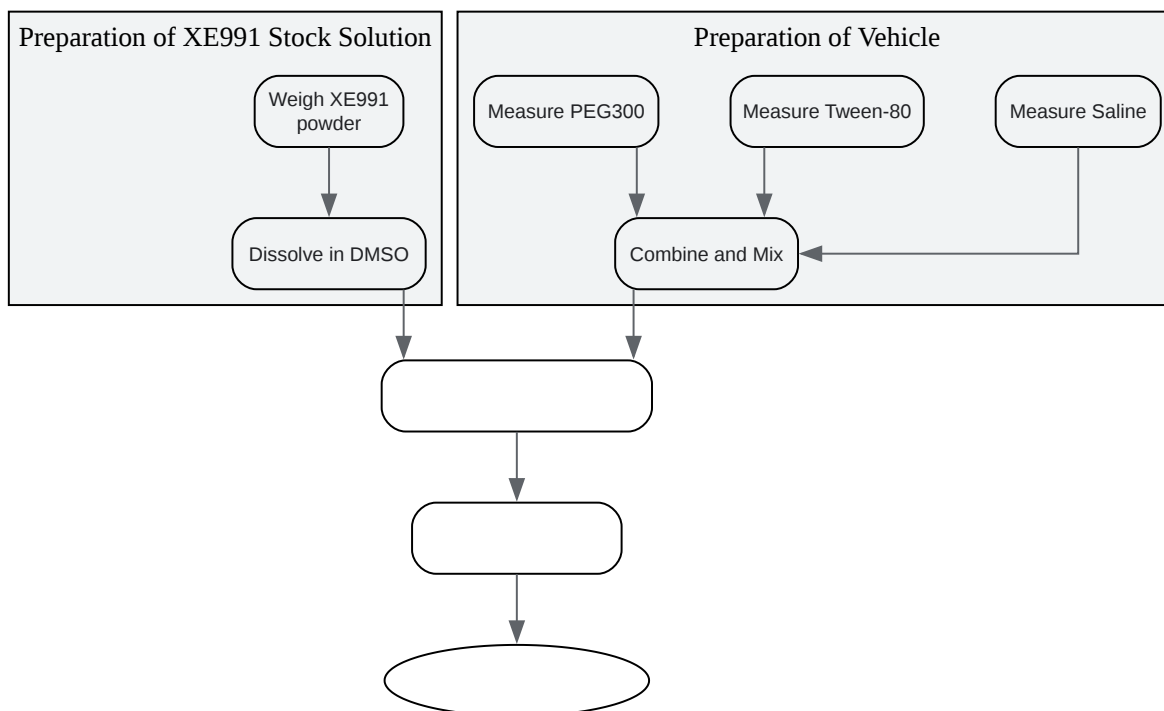 Preparation of XE991 Stock Solution
Weigh XE991
powder
Dissolve in DMSO
Preparation of Vehicle
Measure PEG300
Measure Tween-80
Measure Saline
Combine and Mix